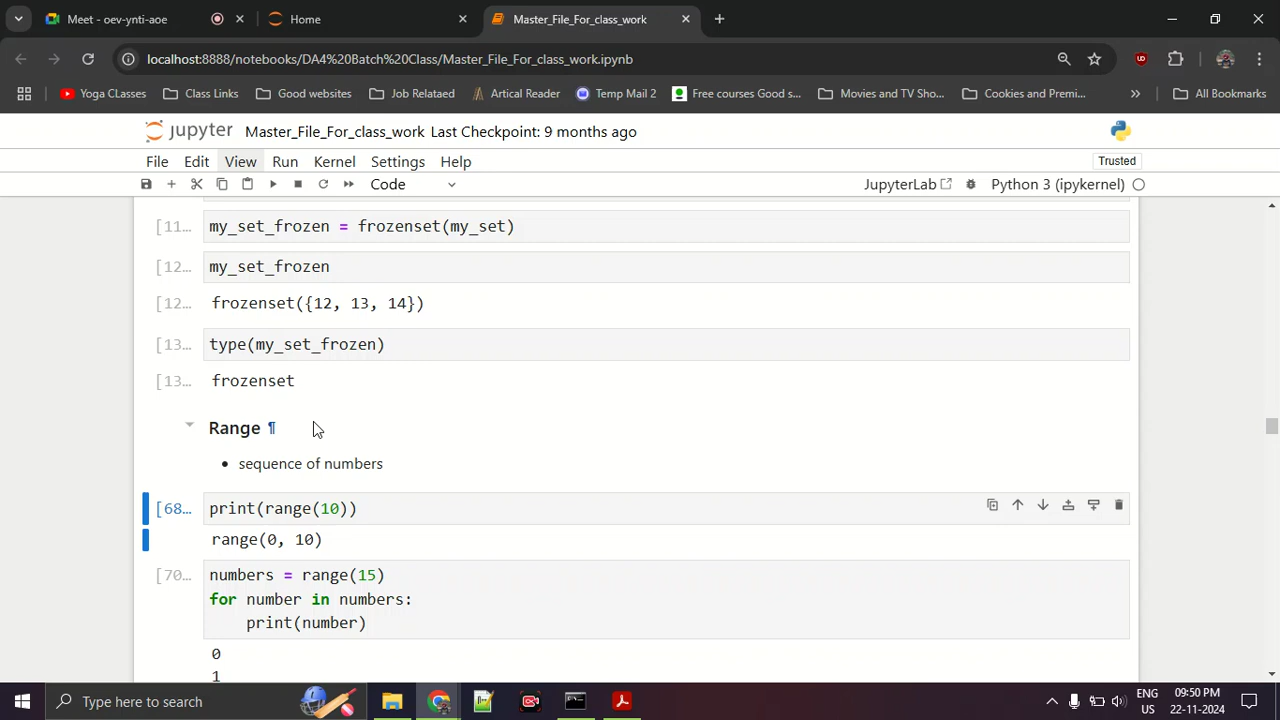 Meet - oev-ynti-aoe
Home
Master_File_For_class_work
localhost:8888/notebooks/DA4%20Batch%20Class/Master_File_For_class_work.ipynb
Yoga CLasses
Class Links
Good websites
Job Relataed
Artical Reader
Temp Mail 2
Free courses Good s...
Movies and TV Sho...
Cookies and Premi...
All Bookmarks
jupyter Master_File_For_class_work Last Checkpoint: 9 months ago
File Edit View Run Kernel Settings Help
Trusted
Code
JupyterLab
Python 3 (ipykernel)
[11... my_set_frozen = frozenset(my_set)
[12... my_set_frozen
[12... frozenset({12, 13, 14})
[13... type(my_set_frozen)
[13... frozenset
Range ¶
• sequence of numbers
[68... print(range(10))
range(0, 10)
[70... numbers = range(15)
for number in numbers:
print(number)
0
1
Type here to search
ENG
US
09:50 PM
22-11-2024